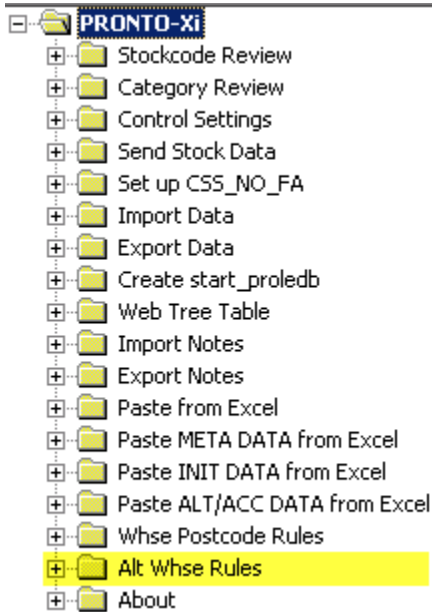 PRONTO-Xi
Stockcode Review
Category Review
Control Settings
Send Stock Data
Set up CSS_NO_FA
Import Data
Export Data
Create start_proledb
Web Tree Table
Import Notes
Export Notes
Paste from Excel
Paste META DATA from Excel
Paste INIT DATA from Excel
Paste ALT/ACC DATA from Excel
Whse Postcode Rules
Alt Whse Rules
About